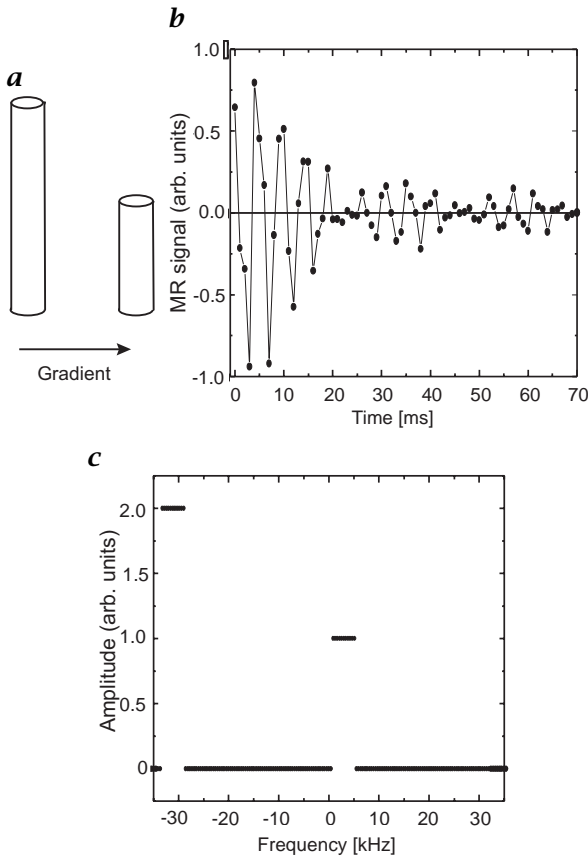 b
a
1.0
0.5
0.0
-0.5
-1.0
MR signal (arb. units)
0 10 20 30 40 50 60 70
Time [ms]
Gradient
c
2.0
1.5
1.0
0.5
0
Amplitude (arb. units)
-30 -20 -10 0 10 20 30
Frequency [kHz]